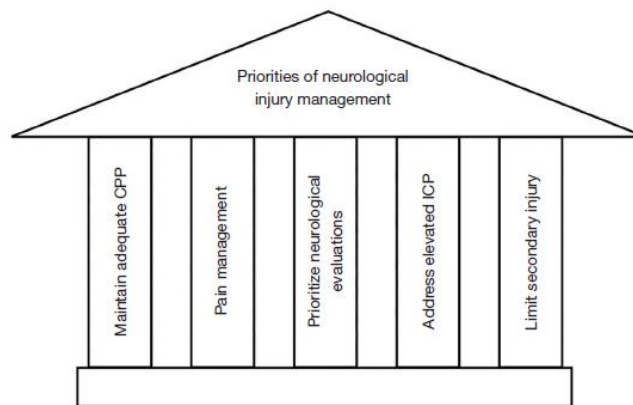 Priorities of neurological
injury management
Maintain adequate CPP
Pain management
Prioritize neurological
evaluations
Address elevated ICP
Limit secondary injury